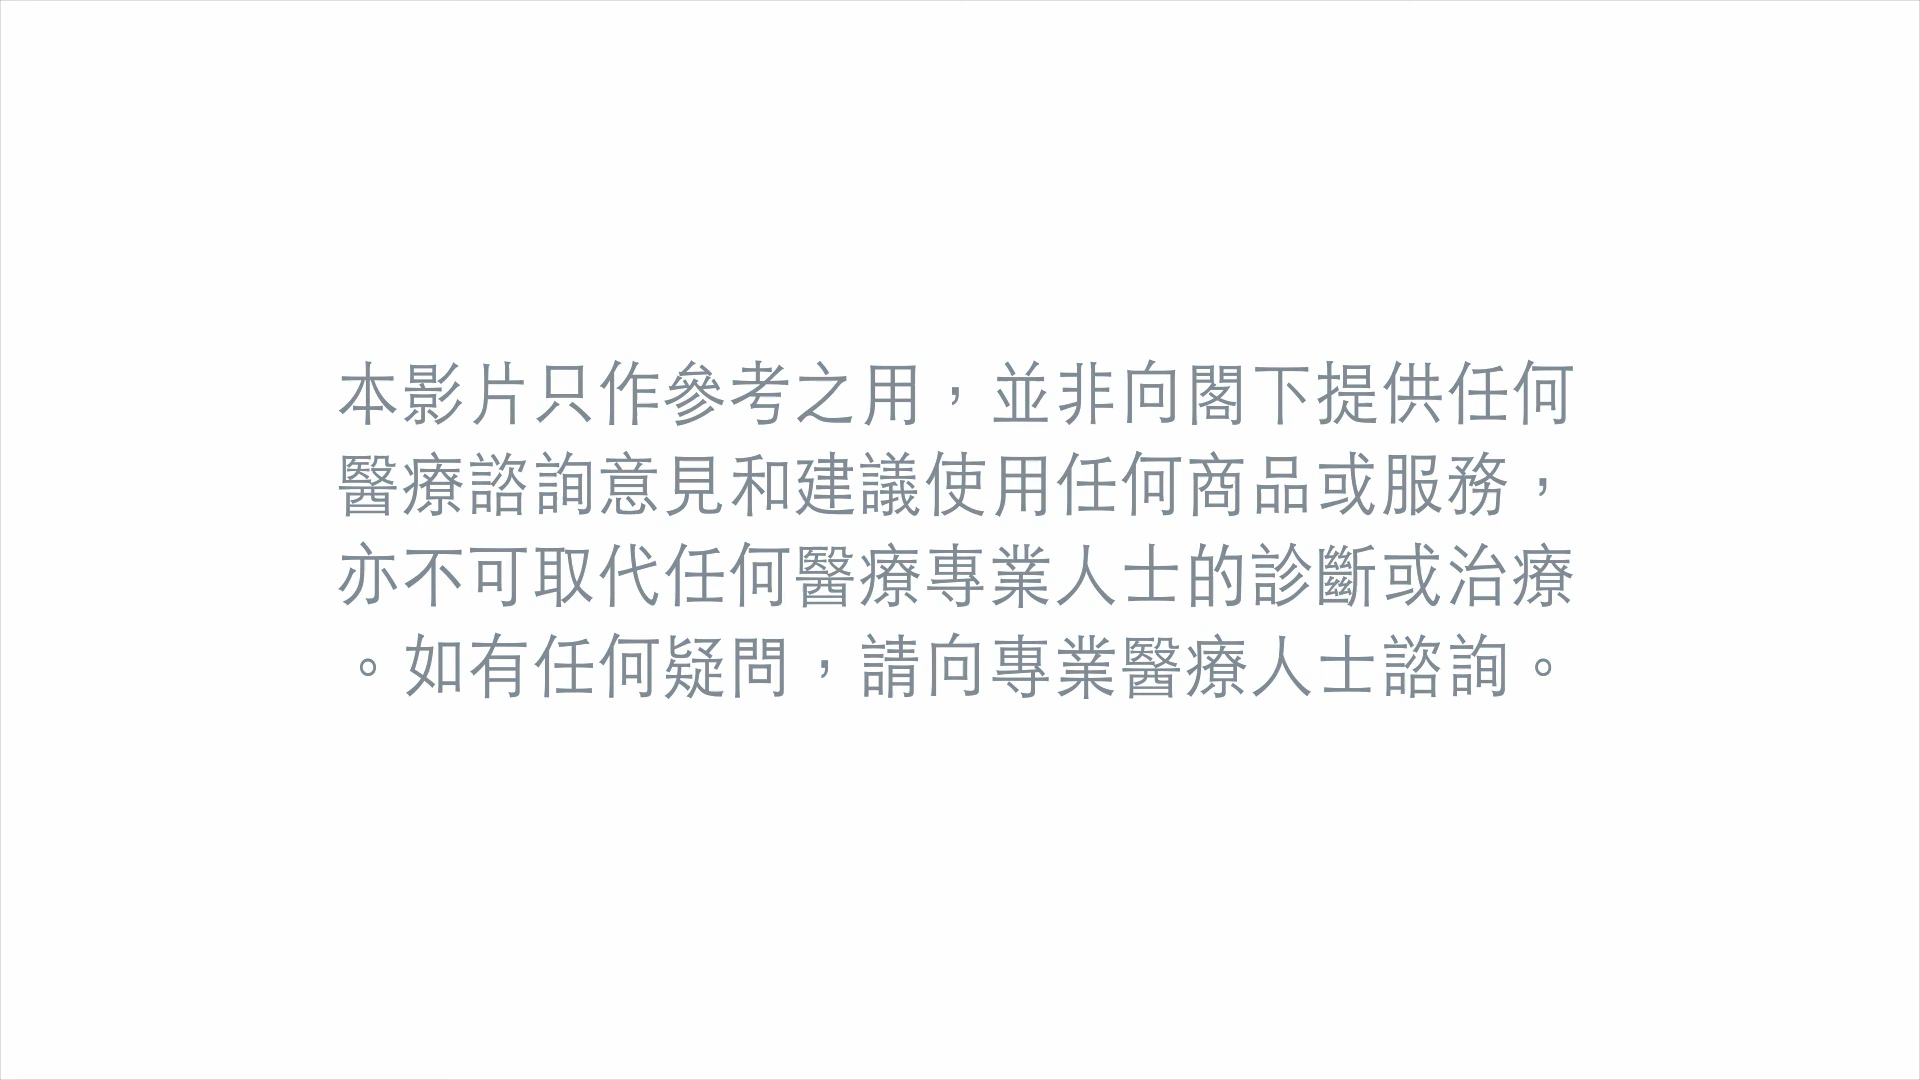 本影片只作參考之用，並非向閣下提供任何
醫療諮詢意見和建議使用任何商品或服務，
亦不可取代任何醫療專業人士的診斷或治療
。如有任何疑問，請向專業醫療人士諮詢。